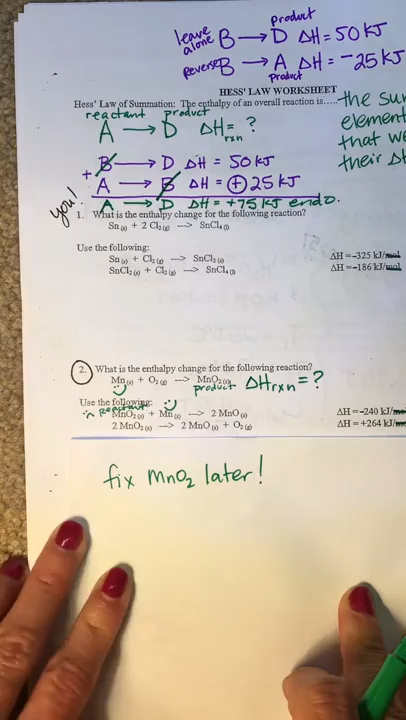 leave alone B → D ΔH = 50 KJ
product
Reverse B → A ΔH = -25 KJ
product
HESS' LAW WORKSHEET
Hess' Law of Summation: The enthalpy of an overall reaction is..... the sum
element
that we
their Δ
reactant product
A → D ΔHrxn = ?
B → D ΔH = 50 KJ
+ A → B ΔH = + 25 KJ
you! A → D ΔH = +75 KJ endo.
1. What is the enthalpy change for the following reaction?
Sn (s) + 2 Cl2 (g) --> SnCl4 (l)
Use the following:
Sn (s) + Cl2 (g) --> SnCl2 (s) ΔH = -325 kJ/mol
SnCl2 (s) + Cl2 (g) --> SnCl4 (l) ΔH = -186 kJ/mol
2. What is the enthalpy change for the following reaction?
Mn (s) + O2 (g) --> MnO2 (s) ΔHrxn = ?
product
Use the following:
Reactant
MnO2 (s) + Mn (s) --> 2 MnO (s) ΔH = -240 kJ/mo
2 MnO2 (s) --> 2 MnO (s) + O2 (g) ΔH = +264 kJ/m
fix MnO2 later!